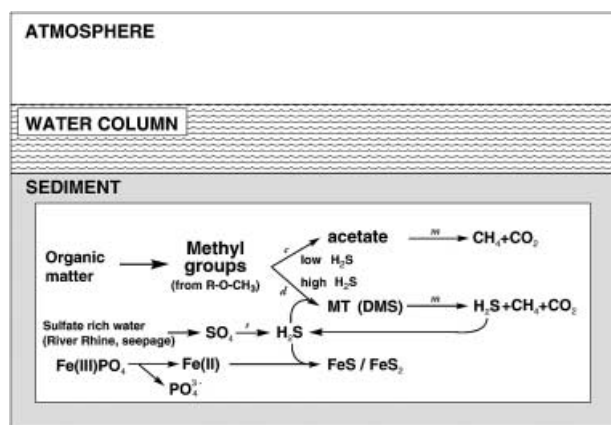 ATMOSPHERE
WATER COLUMN
SEDIMENT
Organic matter
Methyl groups
(from R-O-CH₃)
c
low H₂S
high H₂S
d
acetate
m
CH₄+CO₂
MT (DMS)
m
H₂S+CH₄+CO₂
Sulfate rich water
(River Rhine, seepage)
SO₄
s
H₂S
Fe(III)PO₄
Fe(II)
FeS / FeS₂
PO₄³⁻